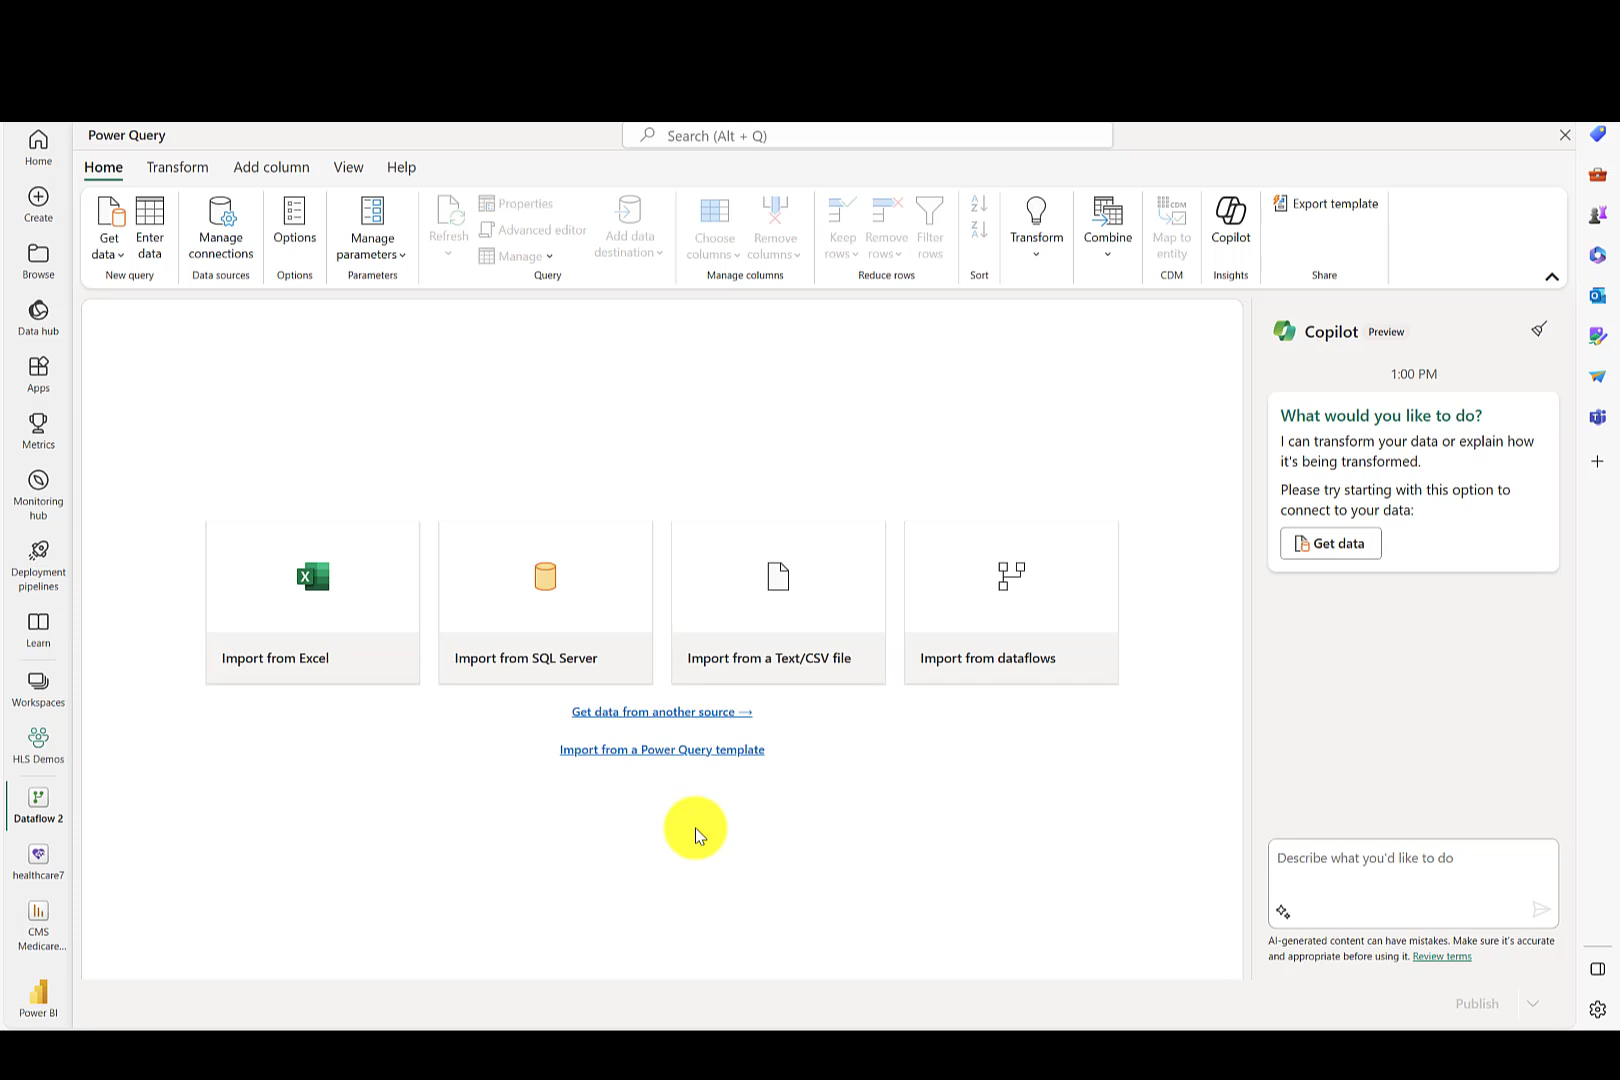 Power Query
Search (Alt + Q)
Home
Transform
Add column
View
Help
Get data
Enter data
New query
Manage connections
Data sources
Options
Options
Manage parameters
Parameters
Refresh
Properties
Advanced editor
Manage
Add data destination
Query
Choose columns
Remove columns
Manage columns
Keep rows
Remove rows
Filter rows
Reduce rows
A
Z
Z
A
Sort
Transform
Combine
CDM
Map to entity
CDM
Copilot
Insights
Export template
Share
Home
Create
Browse
Data hub
Apps
Metrics
Monitoring hub
Deployment pipelines
Learn
Workspaces
HLS Demos
Dataflow 2
healthcare7
CMS Medicare...
Power BI
Import from Excel
Import from SQL Server
Import from a Text/CSV file
Import from dataflows
Get data from another source →
Import from a Power Query template
Copilot Preview
1:00 PM
What would you like to do?
I can transform your data or explain how
it's being transformed.
Please try starting with this option to
connect to your data:
Get data
Describe what you'd like to do
AI-generated content can have mistakes. Make sure it's accurate
and appropriate before using it. Review terms
Publish